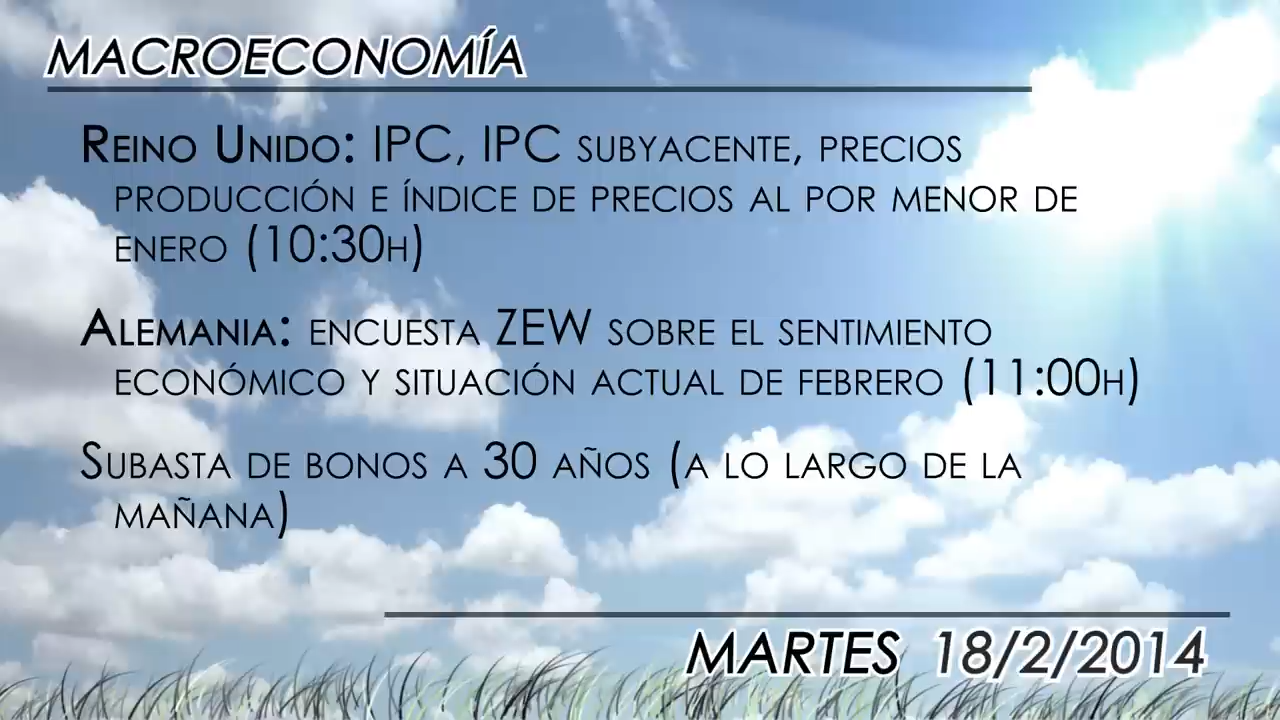 MACROECONOMÍA
REINO UNIDO: IPC, IPC SUBYACENTE, PRECIOS
PRODUCCIÓN E ÍNDICE DE PRECIOS AL POR MENOR DE
ENERO (10:30H)
ALEMANIA: ENCUESTA ZEW SOBRE EL SENTIMIENTO
ECONÓMICO Y SITUACIÓN ACTUAL DE FEBRERO (11:00H)
SUBASTA DE BONOS A 30 AÑOS (A LO LARGO DE LA
MAÑANA)
MARTES 18/2/2014